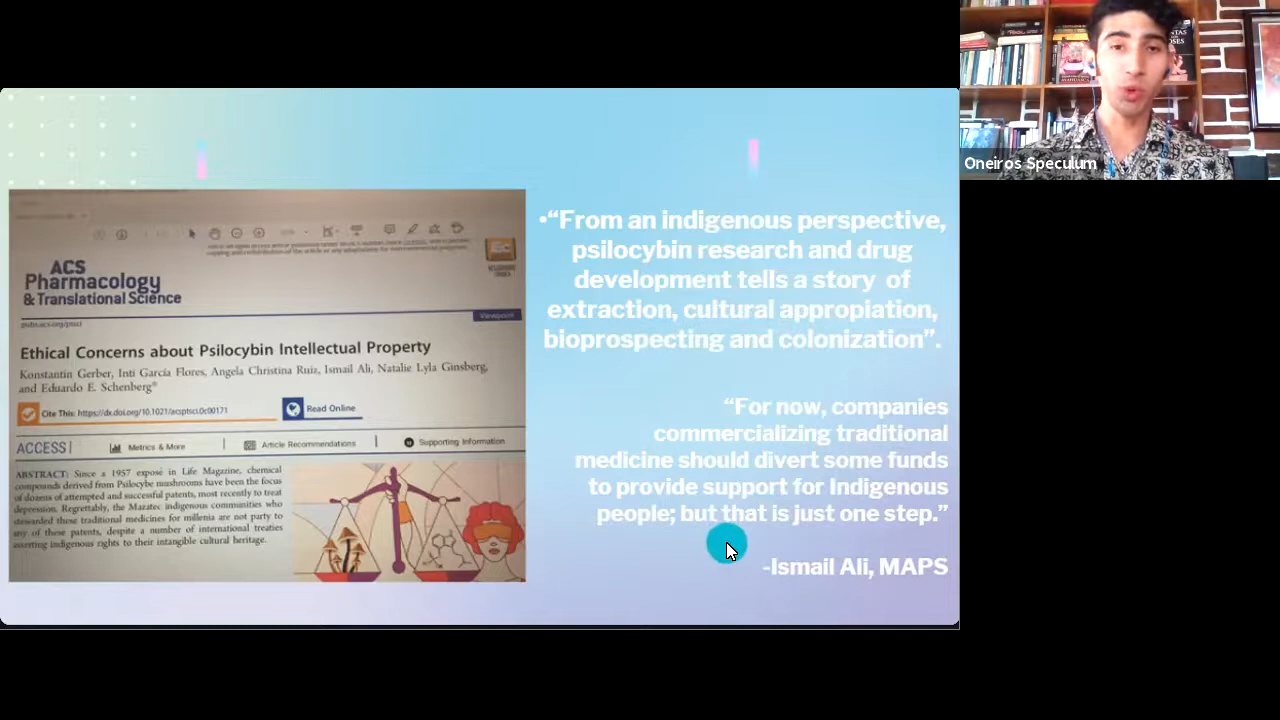 ACS
Pharmacology
& Translational Science
pubs.acs.org/ptsci
Viewpoint
Ethical Concerns about Psilocybin Intellectual Property
Konstantin Gerber, Inti García Flores, Angela Christina Ruiz, Ismail Ali, Natalie Lyla Ginsberg,
and Eduardo E. Schenberg*
Cite This: https://dx.doi.org/10.1021/acsptsci.0c00171
Read Online
ACCESS
Metrics & More
Article Recommendations
Supporting Information
ABSTRACT: Since a 1957 exposé in Life Magazine, chemical
compounds derived from Psilocybe mushrooms have been the focus
of dozens of attempted and successful patents, most recently to treat
depression. Regrettably, the Mazatec indigenous communities who
stewarded these traditional medicines for millenia are not party to
any of these patents, despite a number of international treaties
asserting indigenous rights to their intangible cultural heritage.
•“From an indigenous perspective,
psilocybin research and drug
development tells a story of
extraction, cultural appropiation,
bioprospecting and colonization”.
“For now, companies
commercializing traditional
medicine should divert some funds
to provide support for Indigenous
people; but that is just one step.”
-Ismail Ali, MAPS
Oneiros Speculum